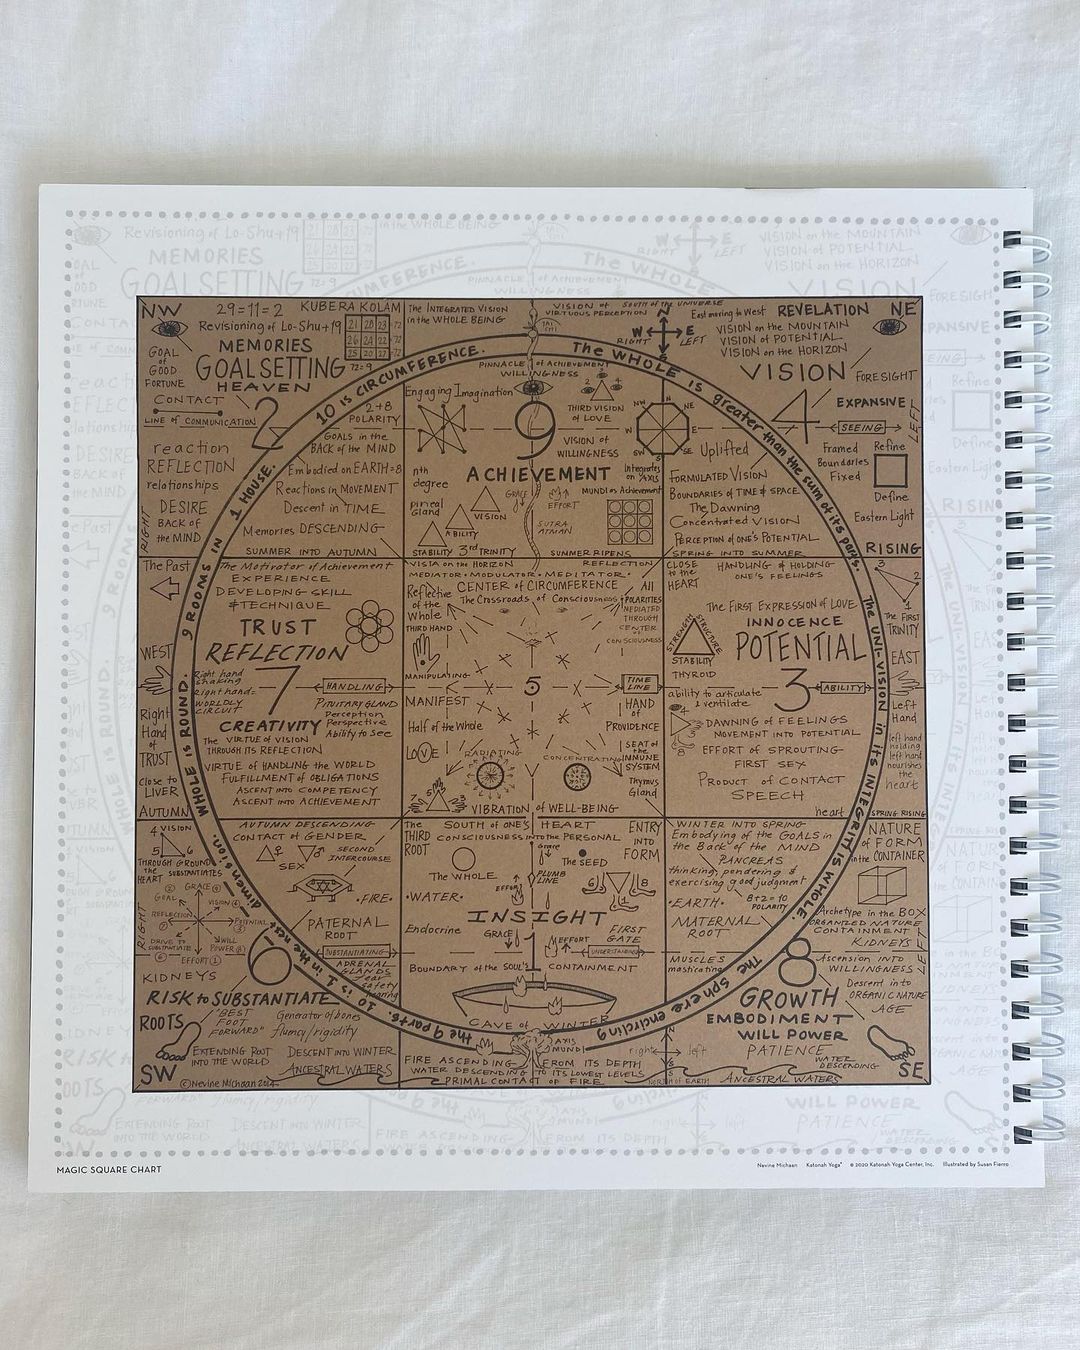 NW
29-11=2
KUBERA KOLAM
Revisioning of Lo-Shu+19
21 28 23 72
72
25 20 27 72
72=9
MEMORIES
GOAL SETTING
HEAVEN
GOAL
of
GOOD
FORTUNE
CONTACT
LINE of COMMUNICATION
2
reaction
REFLECTION
relationships
DESIRE
BACK of
the MIND
RIGHT
2+8
POLARITY
GOALS in the
BACK of the MIND
Embodied on EARTH=8
Reactions in MOVEMENT
Descent in TIME
Memories DESCENDING
SUMMER INTO AUTUMN
The INTEGRATED VISION
in the WHOLE BEING
VISION of
VIRTUOUS PERCEPTION
SOUTH of the UNIVERSE
TAI
CHI
N
W E
S
RIGHT LEFT
PINNACLE of ACHIEVEMENT
WILLINGNESS
Engaging Imagination
9
THIRD VISION
of LOVE
VISION of
WILLINGNESS
NW NE
SE
ACHIEVEMENT
nth
degree
pineal
Gland
GRACE
EFFORT
VISION
ABILITY
STABILITY 3rd TRINITY
SUTRA
ATMAN
Integrates
on AXIS
MUNDI as Achievement
SUMMER RIPENS
East moving to West
REVELATION
NE
VISION on the MOUNTAIN
VISION of POTENTIAL
VISION on the HORIZON
VISION
FORESIGHT
4
EXPANSIVE
SEEING
LEFT
Uplifted
Framed
Boundaries
Fixed
Refine
Define
FORMULATED VISION
BOUNDARIES OF TIME & SPACE
The Dawning
Concentrated VISION
PERCEPTION of ONE'S POTENTIAL
SPRING INTO SUMMER
Eastern Light
RISING
10 IS CIRCUMFERENCE.
The WHOLE is greater than the sum of its parts.
The UNI-VISION in its INTEGRITY is WHOLE.
The SPHERE encircling
the 9 parts.
10 is 1 in the next
dimension.
WHOLE is ROUND.
9 ROOMS IN
1 HOUSE.
The Past
WEST
Right
Hand
of
TRUST
close to
LIVER
AUTUMN
The Motivator of Achievement
EXPERIENCE
DEVELOPING SKILL
& TECHNIQUE
TRUST
REFLECTION
Right hand
shaking
Right hand=
WORLDLY
CIRCUIT
7
HANDLING
CREATIVITY
PITUITARY GLAND
Perception
Perspective
Ability to See
The VIRTUE of VISION
THROUGH ITS REFLECTION
VIRTUE of HANDLING the WORLD
FULFILLMENT of OBLIGATIONS
ASCENT into COMPETENCY
ASCENT into ACHIEVEMENT
VISTA on the HORIZON
REFLECTION
MEDIATOR • MODULATOR • MEDITATOR
CENTER of CIRCUMFERENCE
The Crossroads of Consciousness
Reflective
of the
Whole
THIRD HAND
MANIPULATING
All
POLARITIES
MEDIATED
THROUGH
CENTER
of
CONSCIOUSNESS
5
TIME
LINE
MANIFEST
Half of the Whole
LOVE
HAND
of
PROVIDENCE
RADIATING
CONCENTRATING
SEAT of
the
IMMUNE
SYSTEM
Thymus
Gland
VIBRATION of WELL-BEING
CLOSE
to the
HEART
HANDLING & HOLDING
ONE'S FEELINGS
The FIRST EXPRESSION of LOVE
INNOCENCE
POTENTIAL
STRENGTH
STRUCTURE
STABILITY
THYROID
ability to articulate
& ventilate
3
ABILITY
DAWNING of FEELINGS
MOVEMENT INTO POTENTIAL
EFFORT of SPROUTING
FIRST SEX
PRODUCT of CONTACT
SPEECH
heart
The FIRST
TRINITY
EAST
Left
Hand
left hand
holding
left hand
nourishes
the
heart
SPRING RISING
4 VISION
THROUGH GROUND
the HEART SUBSTANTIATES
GRACE
GOAL
VISION
REFLECTION
POTENTIAL
DRIVE TO
SUBSTANTIATE
WILL
POWER
EFFORT
RIGHT
KIDNEYS
6
AUTUMN DESCENDING
CONTACT of GENDER
SEX
SECOND
INTERCOURSE
• FIRE •
PATERNAL
ROOT
SUBSTANTIATING
ADRENAL
GLANDS
fear
safety
hearing
RISK to SUBSTANTIATE
ROOTS
"BEST
FOOT
FORWARD"
Generator of bones
fluency/rigidity
EXTENDING ROOT
INTO THE WORLD
DESCENT INTO WINTER
ANCESTRAL WATERS
SW
©Nevine Michaan
The
THIRD
ROOT
SOUTH of ONE'S HEART
CONSCIOUSNESS INTO the PERSONAL
ENTRY
INTO
FORM
Grace
The WHOLE
PLUMB
LINE
EFFORT
The SEED
6 8
• WATER •
INSIGHT
Endocrine
GRACE
EFFORT
1
FIRST
GATE
UNDERSTANDING
BOUNDARY of the SOUL'S CONTAINMENT
CAVE of WINTER
AXIS
MUNDI
FIRE ASCENDING FROM ITS DEPTH
WATER DESCENDING TO ITS LOWEST LEVELS
PRIMAL CONTACT OF FIRE
WINTER INTO SPRING
Embodying of the GOALS in
the Back of the MIND
PANCREAS
thinking, pondering &
exercising good judgment
• EARTH •
8+2=10
POLARITY
MATERNAL
ROOT
MUSCLES
masticating
8
NATURE
of FORM
in the CONTAINER
Archetype in the BOX
ORGANIZED NATURE
CONTAINMENT
KIDNEYS
Ascension INTO
WILLINGNESS
Descent into
ORGANIC NATURE
AGE
GROWTH
EMBODIMENT
WILL POWER
PATIENCE
WATER
DESCENDING
right left
NORTH of EARTH
ANCESTRAL WATERS
SE
MAGIC SQUARE CHART
Nevine Michaan Katonah Yoga® © 2020 Katonah Yoga Center, Inc. Illustrated by Susan Fierro